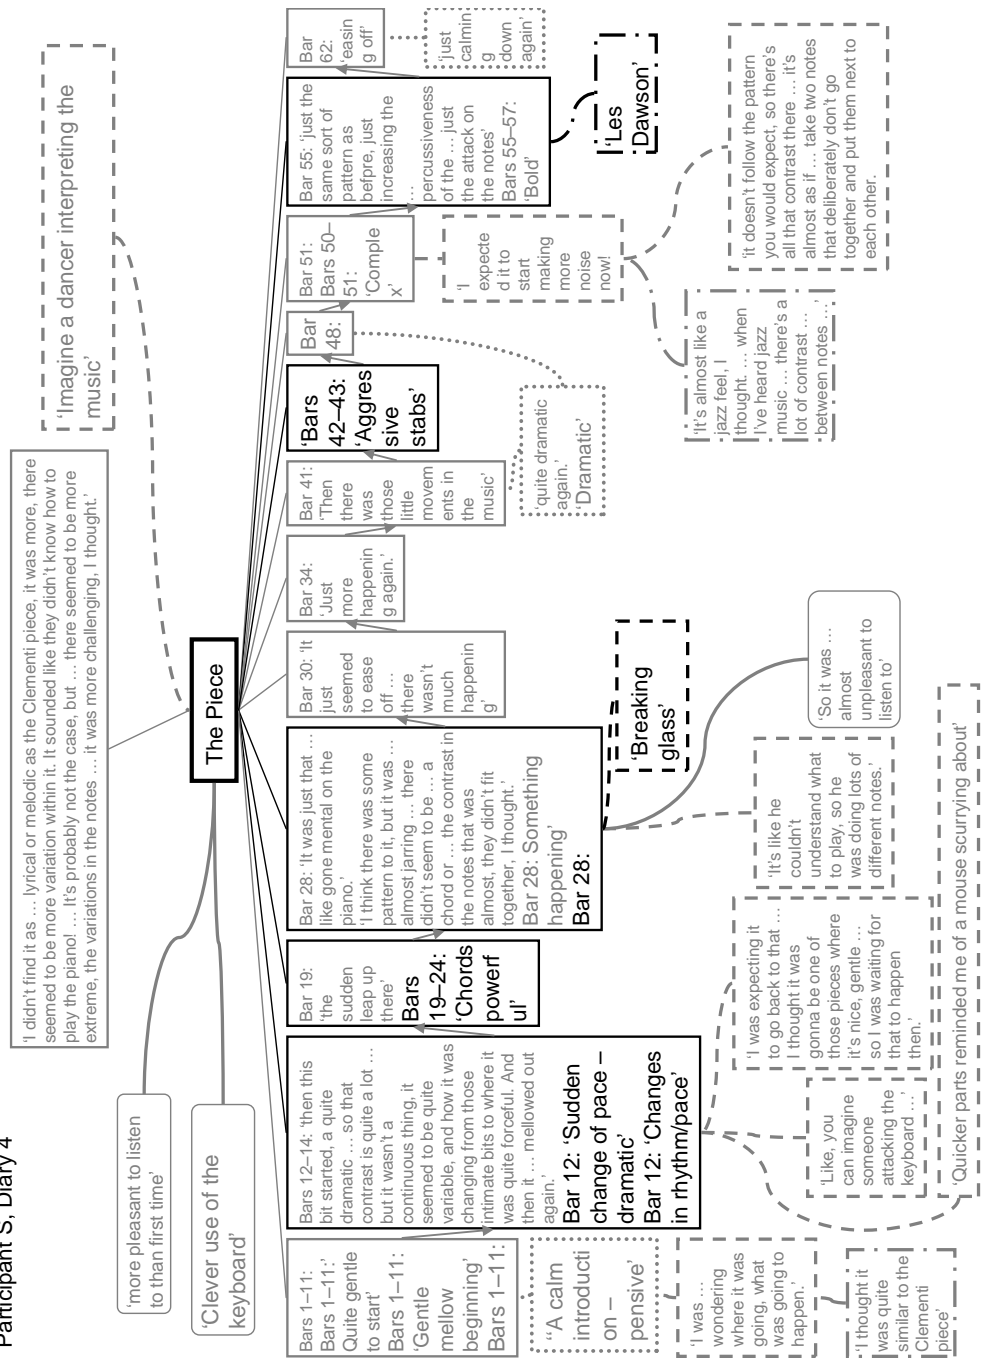 Participant S, Diary 4
'I didn't find it as … lyrical or melodic as the Clementi piece, it was more, there
seemed to be more variation within it. It sounded like they didn't know how to
play the piano! … It's probably not the case, but … there seemed to be more
extreme, the variations in the notes … it was more challenging, I thought.'
'Imagine a dancer interpreting the
music'
'more pleasant to listen
to than first time'
'Clever use of the
keyboard'
The Piece
Bars 1–11:
Bars 1–11:'
Quite gentle
to start'
Bars 1–11:
'Gentle
mellow
beginning'
Bars 1–11:
Bars 12–14: 'then this
bit started, a quite
dramatic … so that
contrast is quite a lot …
but it wasn't a
continuous thing, it
seemed to be quite
variable, and how it was
changing from those
intimate bits to where it
was quite forceful. And
then it … mellowed out
again.'
Bar 12: 'Sudden
change of pace –
dramatic'
Bar 12: 'Changes
in rhythm/pace'
Bar 19:
'the
sudden
leap up
there'
Bars
19–24:
'Chords
powerf
ul'
Bar 28: 'It was just that …
like gone mental on the
piano.'
'I think there was some
pattern to it, but it was …
almost jarring … there
didn't seem to be … a
chord or … the contrast in
the notes that was
almost, they didn't fit
together, I thought.'
Bar 28: Something
happening'
Bar 28:
Bar 30: 'It
just
seemed
to ease
off …
there
wasn't
much
happenin
g'
Bar 34:
'Just
more
happenin
g again.'
Bar 41:
'Then
there
was
those
little
movem
ents in
the
music'
'Bars
42–43:
'Aggres
sive
stabs'
Bar
48:
Bar 51:
Bars 50–
51:
'Comple
x'
Bar 55: 'just the
same sort of
pattern as
befpre, just
increasing the
…
percussiveness
of the … just
the attack on
the notes'
Bars 55–57:
'Bold'
Bar
62:
'easin
g off'
"A calm
introducti
on –
pensive'
'I was …
wondering
where it was
going, what
was going to
happen.'
'I thought it
was quite
similar to the
Clementi
piece'
'Like, you
can imagine
someone
attacking the
keyboard …'
'I was expecting it
to go back to that …
I thought it was
gonna be one of
those pieces where
it's nice, gentle …
so I was waiting for
that to happen
then.'
'Quicker parts reminded me of a mouse scurrying about'
'It's like he
couldn't
understand what
to play, so he
was doing lots of
different notes.'
'So it was …
almost
unpleasant to
listen to'
'Breaking
glass'
'quite dramatic
again.'
'Dramatic'
'I
expecte
d it to
start
making
more
noise
now!
'It's almost like a
jazz feel, I
thought. … when
I've heard jazz
music … there's a
lot of contrast …
between notes …'
'it doesn't follow the pattern
you would expect, so there's
all that contrast there … it's
almost as if … take two notes
that deliberately don't go
together and put them next to
each other.
'Les
Dawson'
'just
calmin
g
down
again'